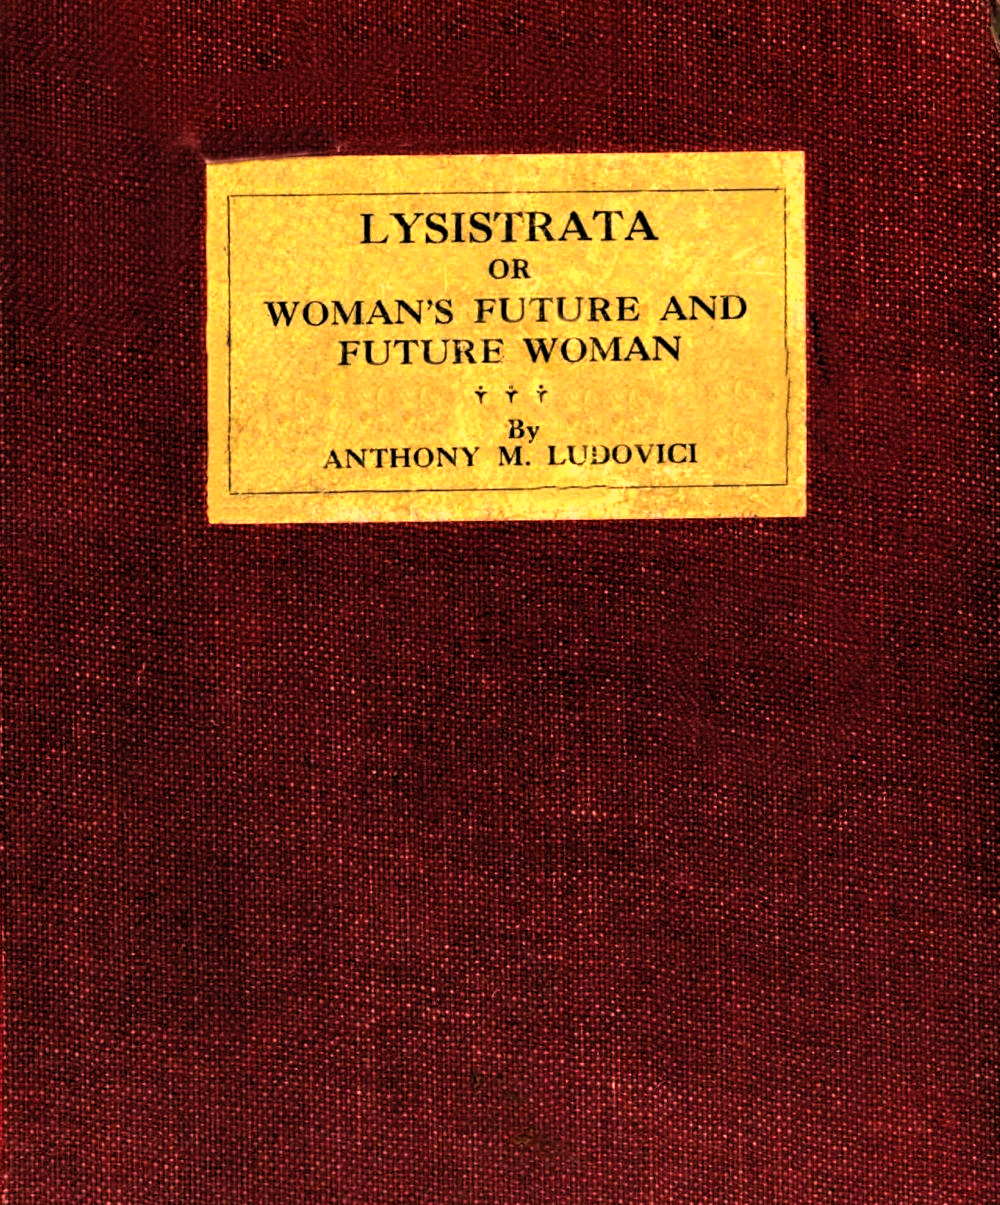 LYSISTRATA
OR
WOMAN'S FUTURE AND
FUTURE WOMAN
By
ANTHONY M. LUDOVICI